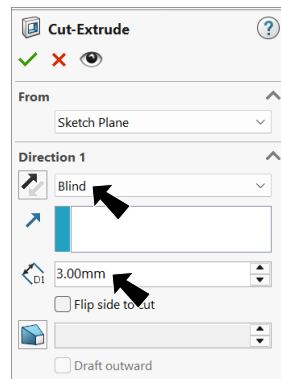 Cut-Extrude
?
From
Sketch Plane
Direction 1
Blind
D1
3.00mm
Flip side to cut
Draft outward